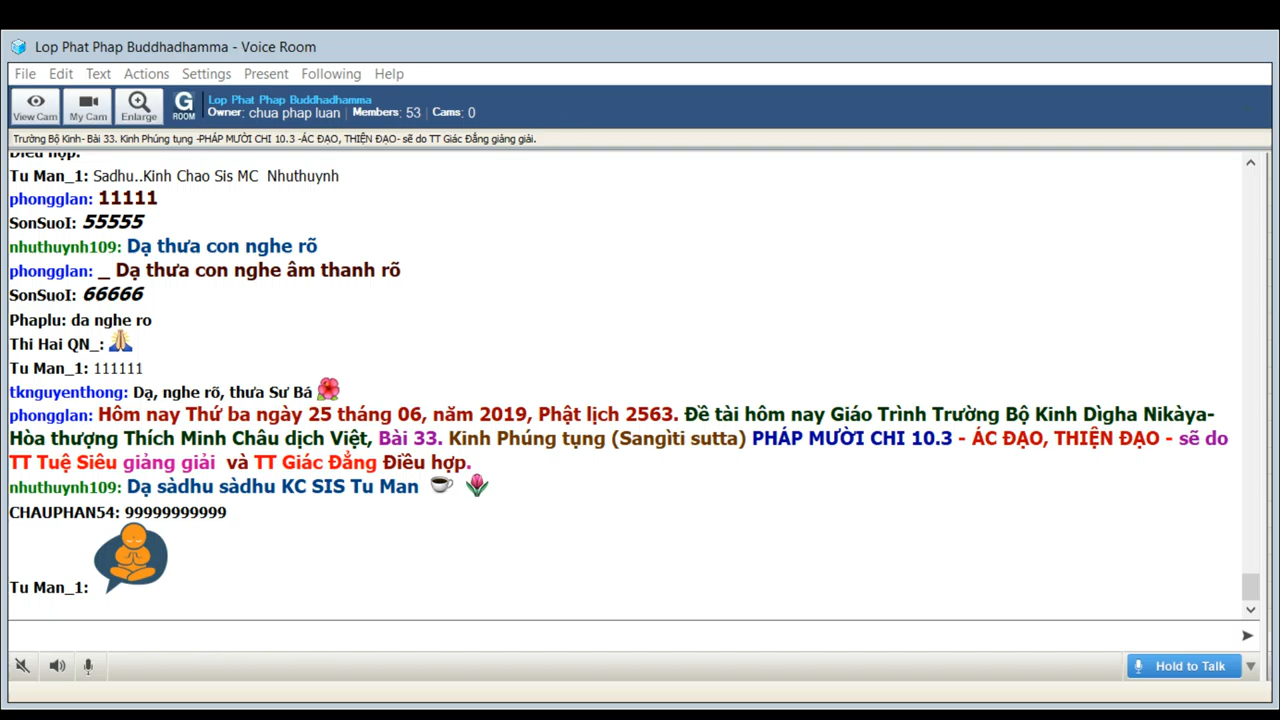 Lop Phat Phap Buddhadhamma - Voice Room
File Edit Text Actions Settings Present Following Help
View Cam My Cam Enlarge G ROOM Lop Phat Phap Buddhadhamma
Owner: chua phap luan | Members: 53 | Cams: 0
Trường Bộ Kinh- Bài 33. Kinh Phúng tụng -PHÁP MƯỜI CHI 10.3 -ÁC ĐẠO, THIỆN ĐẠO- sẽ do TT Giác Đẳng giảng giải.
Điều hợp.
Tu Man_1: Sadhu..Kinh Chao Sis MC Nhuthuynh
phongglan: 11111
SonSuoI: 55555
nhuthuynh109: Dạ thưa con nghe rõ
phongglan: _ Dạ thưa con nghe âm thanh rõ
SonSuoI: 66666
Phaplu: da nghe ro
Thi Hai QN_:
Tu Man_1: 111111
tknguyenthong: Dạ, nghe rõ, thưa Sư Bá
phongglan: Hôm nay Thứ ba ngày 25 tháng 06, năm 2019, Phật lịch 2563. Đề tài hôm nay Giáo Trình Trường Bộ Kinh Dìgha Nikàya-
Hòa thượng Thích Minh Châu dịch Việt, Bài 33. Kinh Phúng tụng (Sangìti sutta) PHÁP MƯỜI CHI 10.3 - ÁC ĐẠO, THIỆN ĐẠO - sẽ do
TT Tuệ Siêu giảng giải và TT Giác Đẳng Điều hợp.
nhuthuynh109: Dạ sàdhu sàdhu KC SIS Tu Man
CHAUPHAN54: 99999999999
Tu Man_1:
Hold to Talk